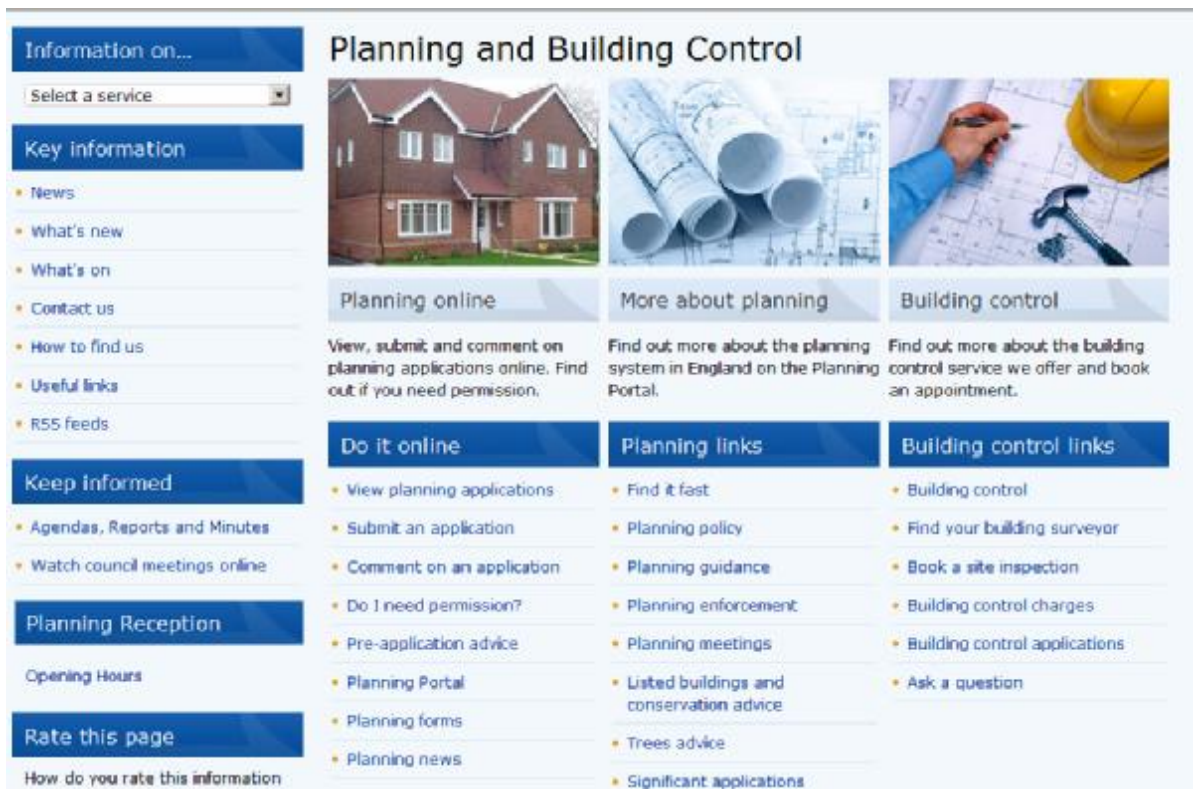 Information on...
Select a service
Key information
News
What's new
What's on
Contact us
How to find us
Useful links
RSS feeds
Keep informed
Agendas, Reports and Minutes
Watch council meetings online
Planning Reception
Opening Hours
Rate this page
How do you rate this information
Planning and Building Control
Planning online
View, submit and comment on
planning applications online. Find
out if you need permission.
More about planning
Find out more about the planning
system in England on the Planning
Portal.
Building control
Find out more about the building
control service we offer and book
an appointment.
Do it online
View planning applications
Submit an application
Comment on an application
Do I need permission?
Pre-application advice
Planning Portal
Planning forms
Planning news
Planning links
Find it fast
Planning policy
Planning guidance
Planning enforcement
Planning meetings
Listed buildings and
conservation advice
Trees advice
Significant applications
Building control links
Building control
Find your building surveyor
Book a site inspection
Building control charges
Building control applications
Ask a question